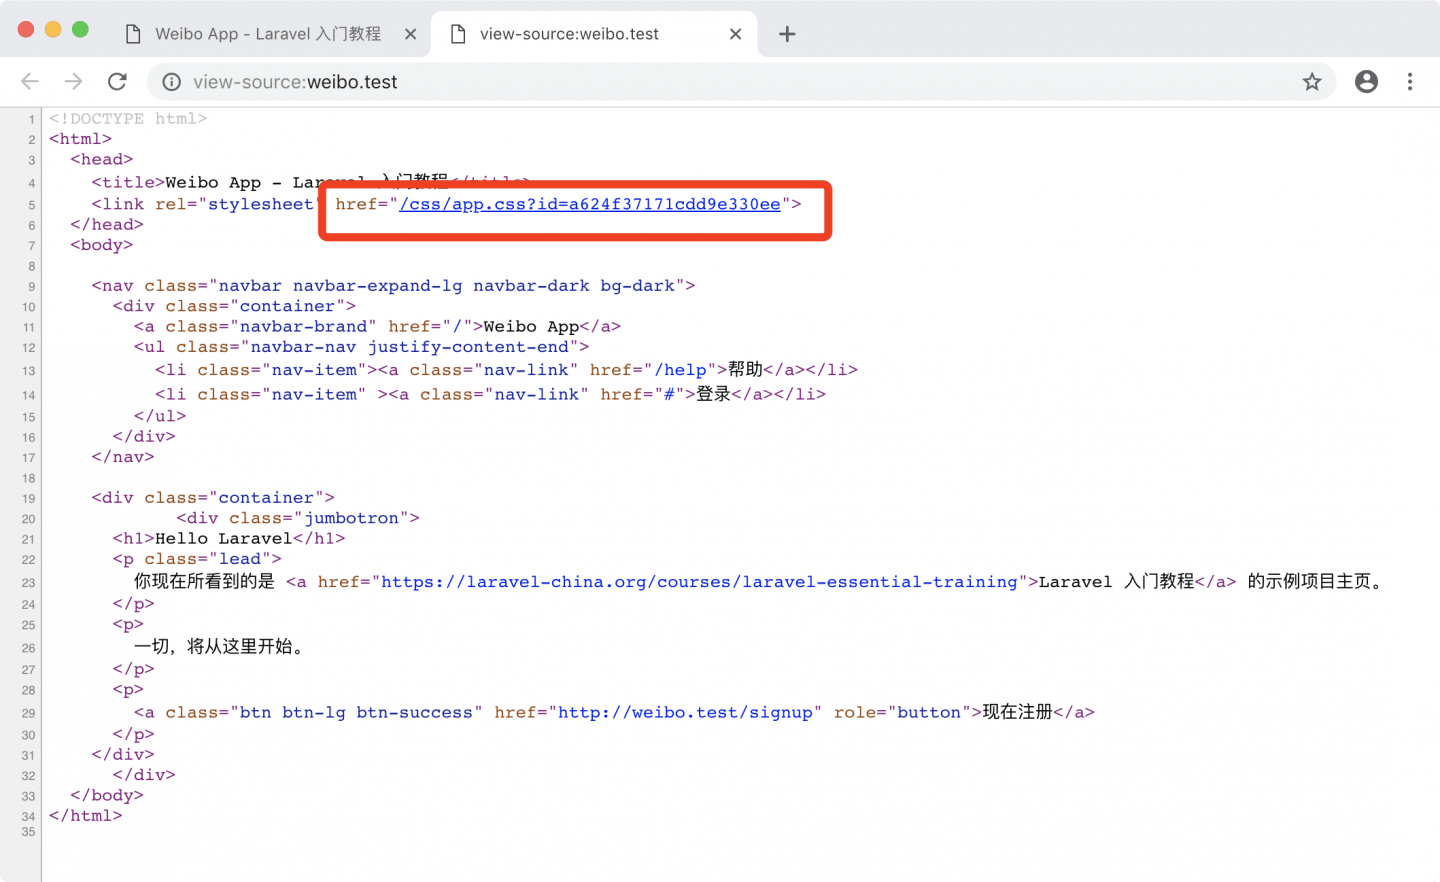 Weibo App - Laravel 入门教程
view-source:weibo.test
view-source:weibo.test
1 <!DOCTYPE html>
2 <html>
3 <head>
4 <title>Weibo App - Laravel 入门教程</title>
5 <link rel="stylesheet" href="/css/app.css?id=a624f37171cdd9e330ee">
6 </head>
7 <body>
8
9 <nav class="navbar navbar-expand-lg navbar-dark bg-dark">
10 <div class="container">
11 <a class="navbar-brand" href="/">Weibo App</a>
12 <ul class="navbar-nav justify-content-end">
13 <li class="nav-item"><a class="nav-link" href="/help">帮助</a></li>
14 <li class="nav-item" ><a class="nav-link" href="#">登录</a></li>
15 </ul>
16 </div>
17 </nav>
18
19 <div class="container">
20 <div class="jumbotron">
21 <h1>Hello Laravel</h1>
22 <p class="lead">
23 你现在所看到的是 <a href="https://laravel-china.org/courses/laravel-essential-training">Laravel 入门教程</a> 的示例项目主页。
24 </p>
25 <p>
26 一切，将从这里开始。
27 </p>
28 <p>
29 <a class="btn btn-lg btn-success" href="http://weibo.test/signup" role="button">现在注册</a>
30 </p>
31 </div>
32 </div>
33 </body>
34 </html>
35